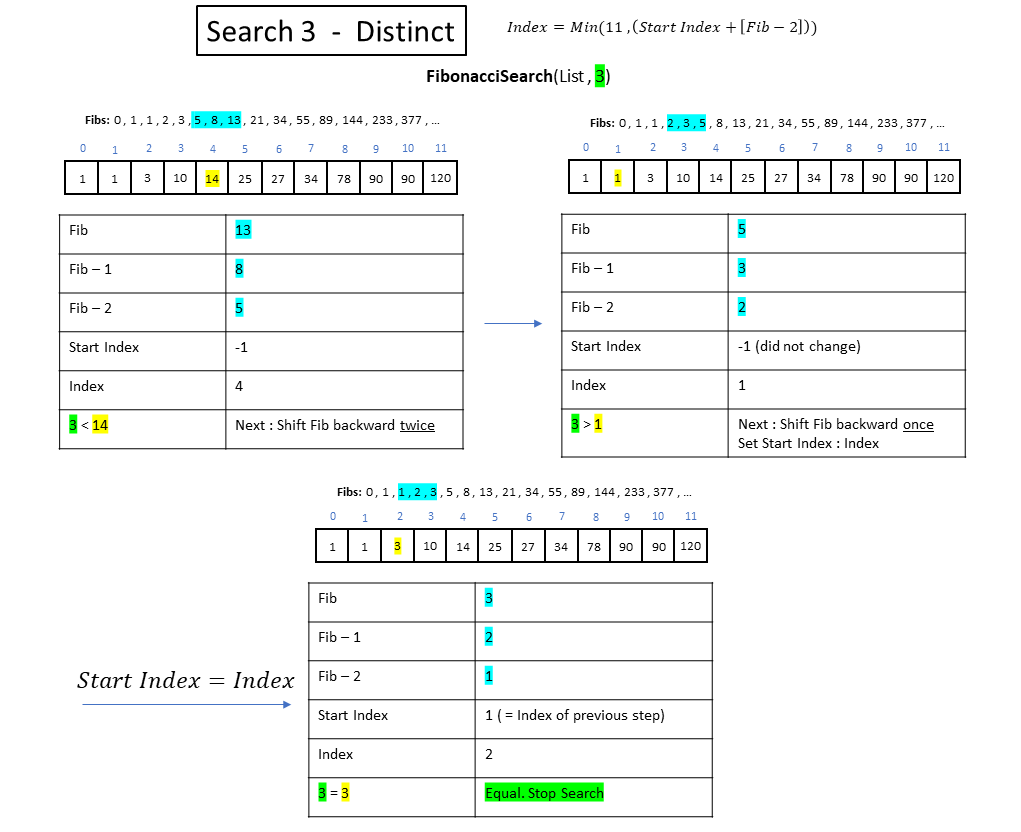 Search 3 - Distinct
Index = Min(11 ,(Start Index + [Fib − 2]))
FibonacciSearch(List , 3)
Fibs: 0 , 1 , 1 , 2 , 3 , 5 , 8 , 13 , 21 , 34 , 55 , 89 , 144 , 233 , 377 , ...
0 1 2 3 4 5 6 7 8 9 10 11
1 1 3 10 14 25 27 34 78 90 90 120
Fib 13
Fib – 1 8
Fib – 2 5
Start Index -1
Index 4
3 < 14 Next : Shift Fib backward twice
Fibs: 0 , 1 , 1 , 2 , 3 , 5 , 8 , 13 , 21 , 34 , 55 , 89 , 144 , 233 , 377 , ...
0 1 2 3 4 5 6 7 8 9 10 11
1 1 3 10 14 25 27 34 78 90 90 120
Fib 5
Fib – 1 3
Fib – 2 2
Start Index -1 (did not change)
Index 1
3 > 1 Next : Shift Fib backward once
Set Start Index : Index
Start Index = Index
Fibs: 0 , 1 , 1 , 2 , 3 , 5 , 8 , 13 , 21 , 34 , 55 , 89 , 144 , 233 , 377 , ...
0 1 2 3 4 5 6 7 8 9 10 11
1 1 3 10 14 25 27 34 78 90 90 120
Fib 3
Fib – 1 2
Fib – 2 1
Start Index 1 ( = Index of previous step)
Index 2
3 = 3 Equal. Stop Search